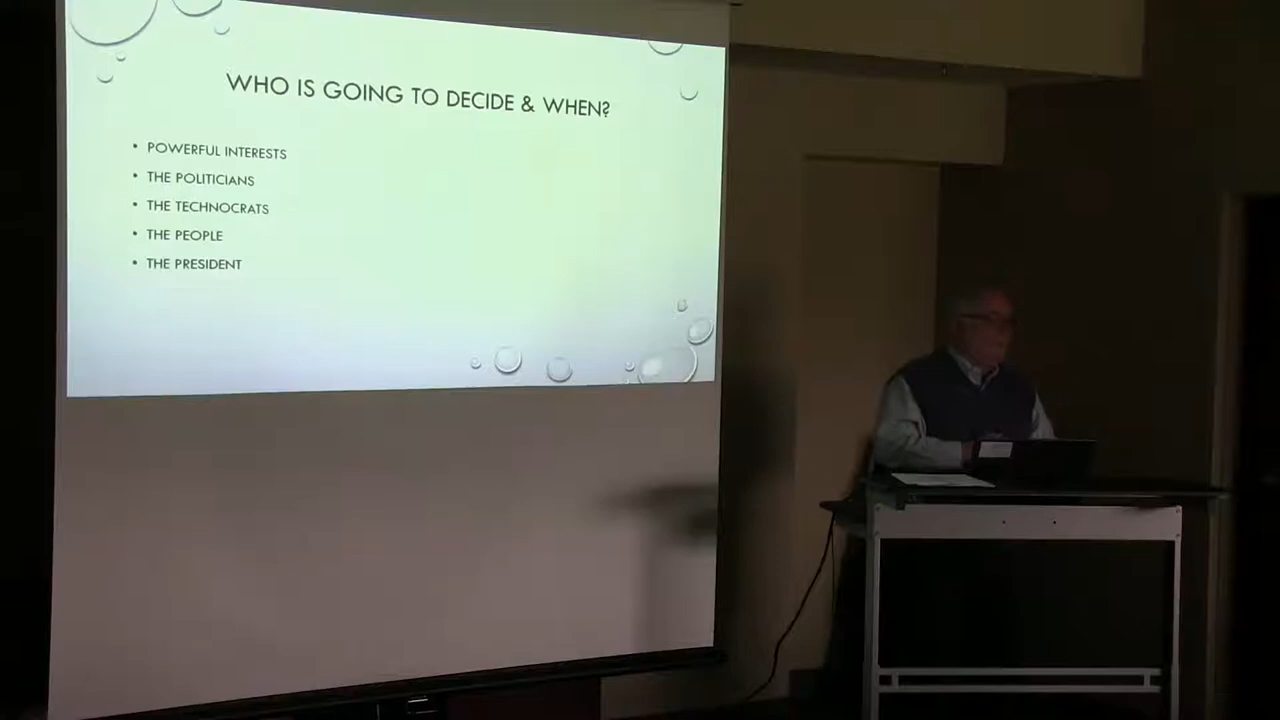 WHO IS GOING TO DECIDE & WHEN?
• POWERFUL INTERESTS
• THE POLITICIANS
• THE TECHNOCRATS
• THE PEOPLE
• THE PRESIDENT